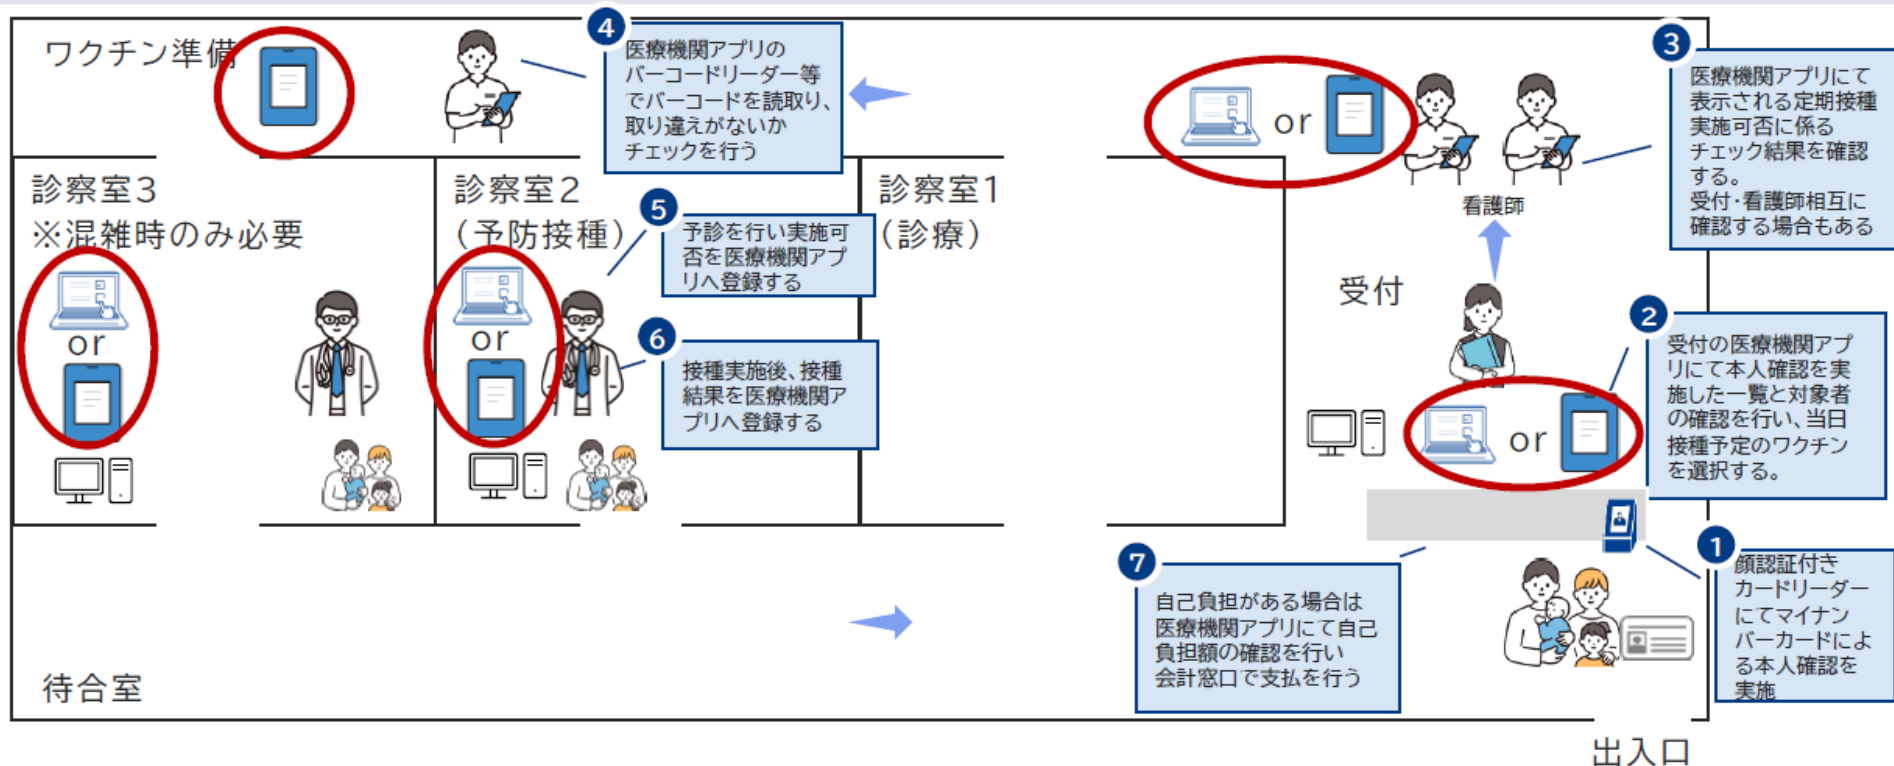 ワクチン準備
4
医療機関アプリの
バーコードリーダー等
でバーコードを読取り、
取り違えがないか
チェックを行う
or
3
医療機関アプリにて
表示される定期接種
実施可否に係る
チェック結果を確認
する。
受付・看護師相互に
確認する場合もある
看護師
診察室3
※混雑時のみ必要
or
診察室2
(予防接種)
or
5
予診を行い実施可
否を医療機関アプ
リへ登録する
6
接種実施後、接種
結果を医療機関ア
プリへ登録する
診察室1
(診療)
受付
or
2
受付の医療機関アプ
リにて本人確認を実
施した一覧と対象者
の確認を行い、当日
接種予定のワクチン
を選択する。
1
顔認証付き
カードリーダー
にてマイナン
バーカードによ
る本人確認を
実施
7
自己負担がある場合は
医療機関アプリにて自己
負担額の確認を行い
会計窓口で支払を行う
待合室
出入口